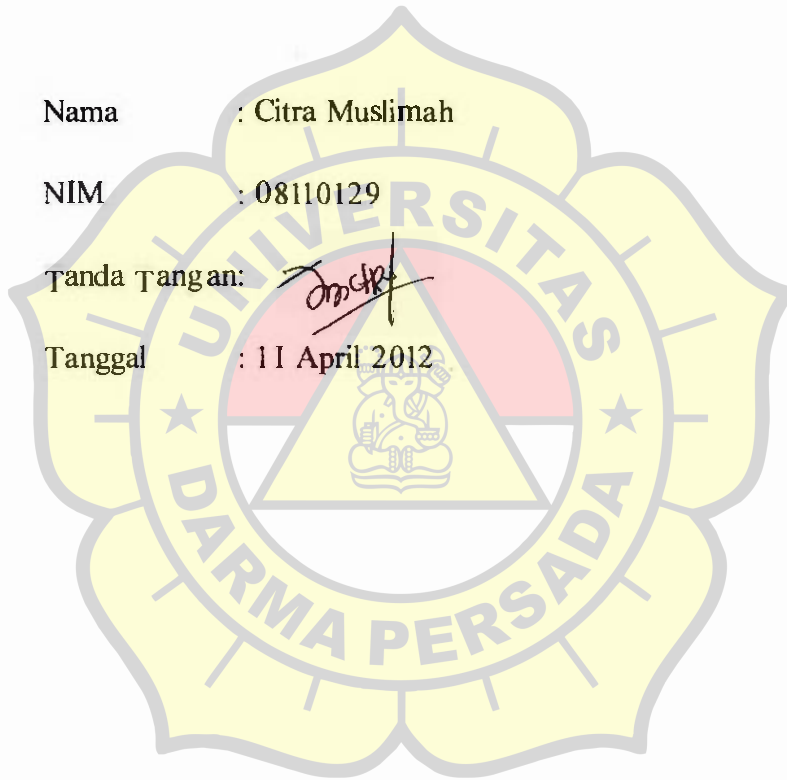 Nama : Citra Muslimah
NIM : 08110129
Tanda Tangan:
Tanggal : 11 April 2012
UNIVERSITAS
DARMA PERSADA